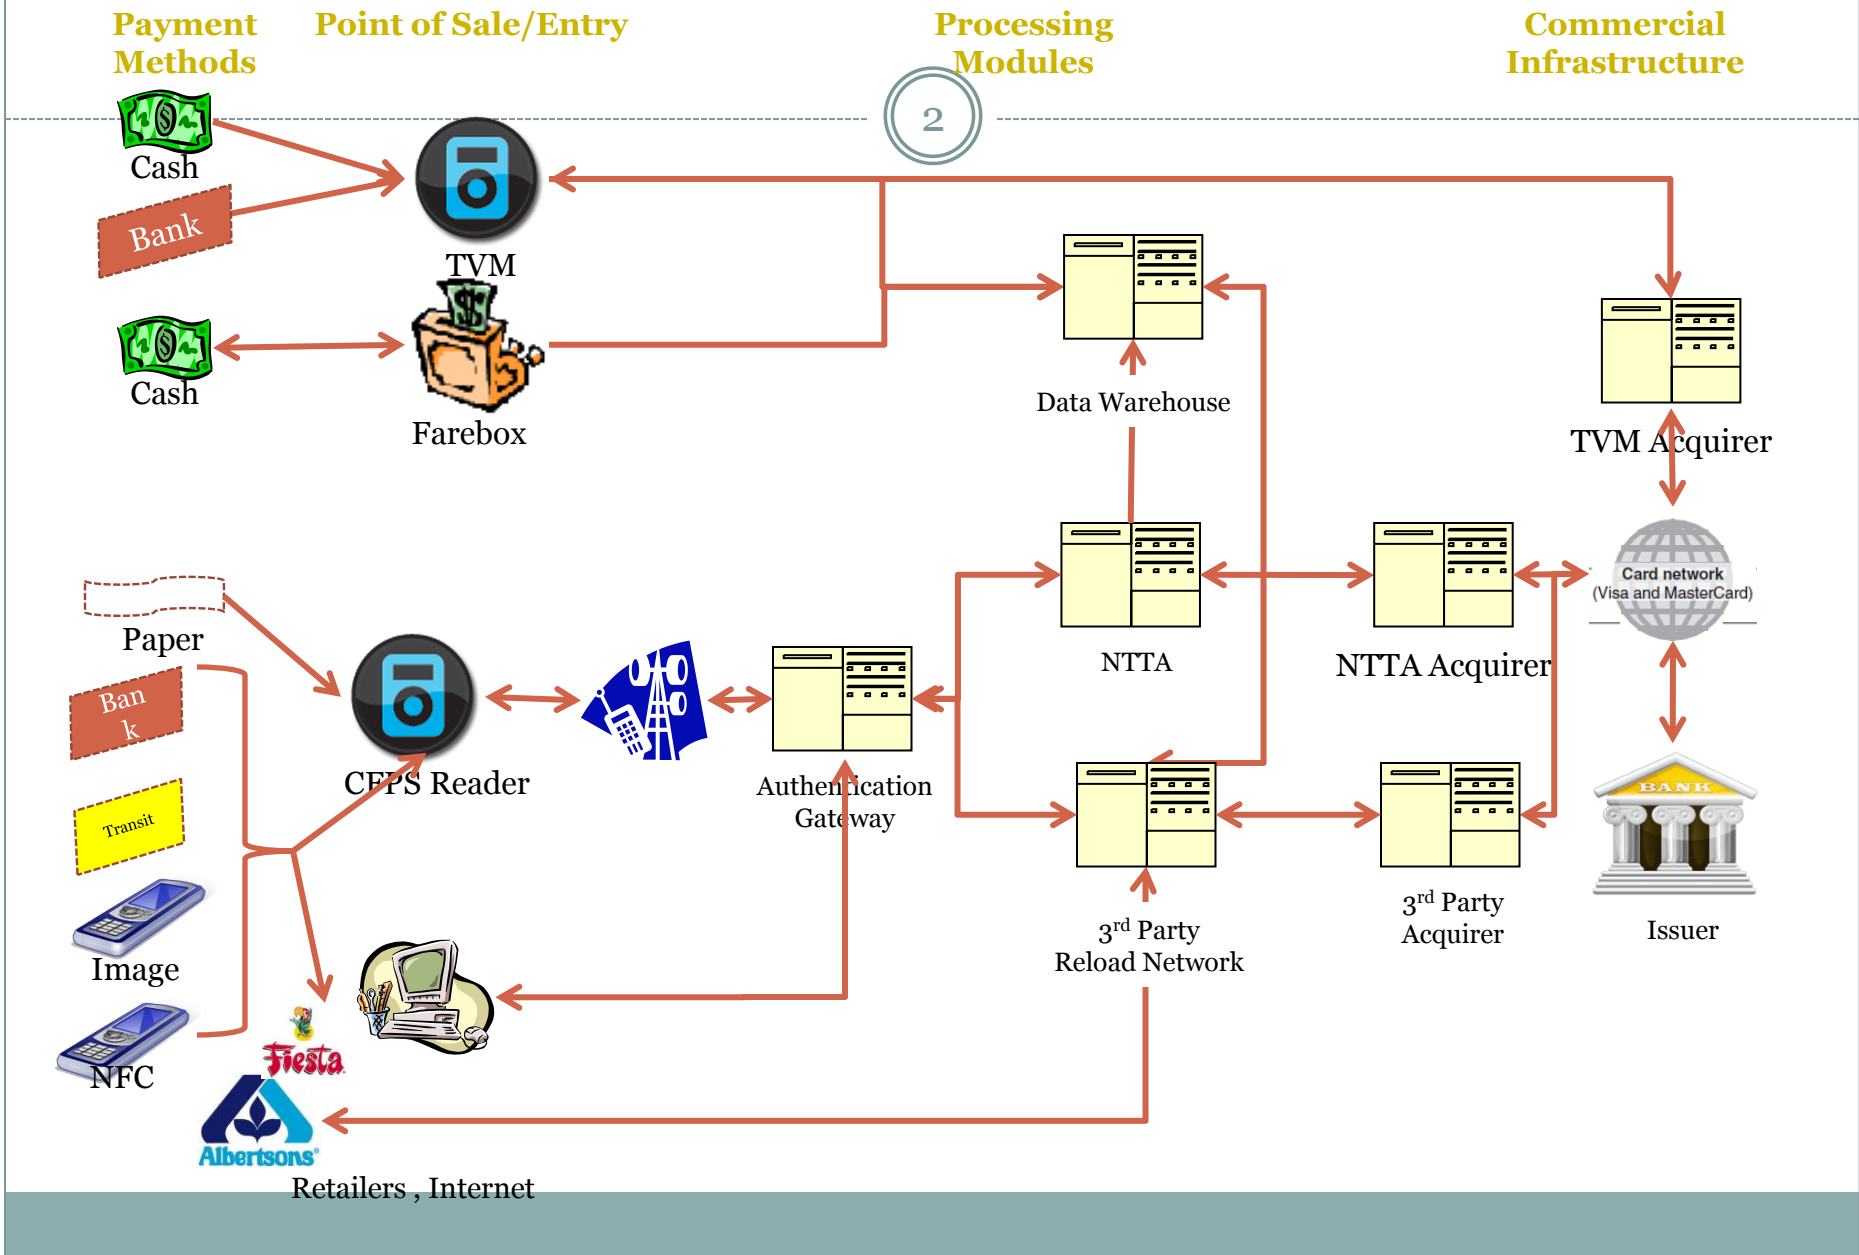 Payment
Methods
Point of Sale/Entry
Processing
Modules
Commercial
Infrastructure
2
Cash
Bank
TVM
Cash
Farebox
Data Warehouse
TVM Acquirer
Card network
(Visa and MasterCard)
Paper
NTTA
NTTA Acquirer
Ban
k
CFPS Reader
Authentication
Gateway
Transit
BANK
3rd Party
Acquirer
Issuer
3rd Party
Reload Network
Image
NFC
Fiesta
Albertsons®
Retailers , Internet